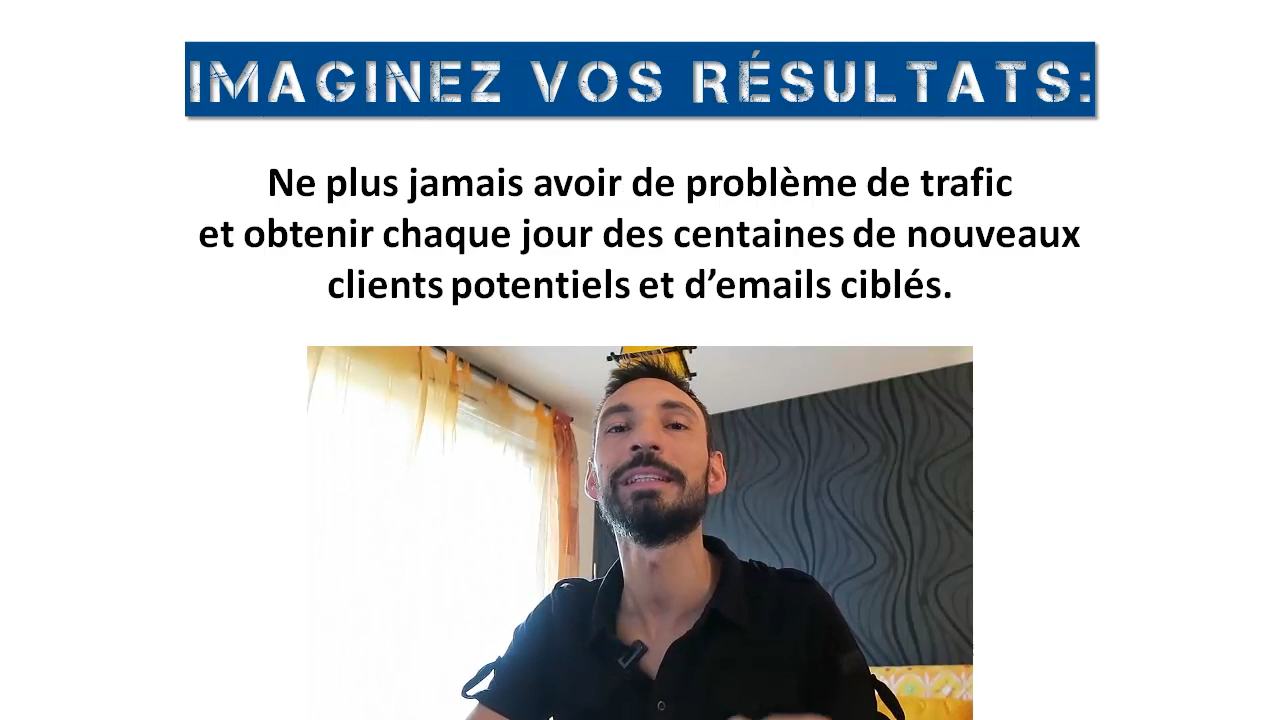 IMAGINEZ VOS RÉSULTATS:
Ne plus jamais avoir de problème de trafic
et obtenir chaque jour des centaines de nouveaux
clients potentiels et d’emails ciblés.